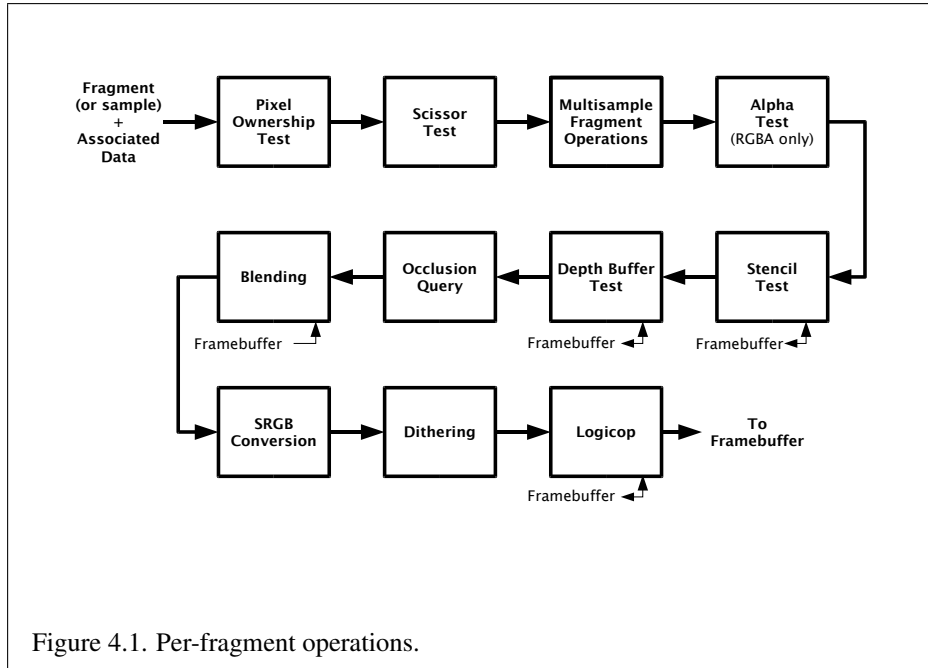 Fragment
(or sample)
+
Associated
Data
Pixel
Ownership
Test
Scissor
Test
Multisample
Fragment
Operations
Alpha
Test
(RGBA only)
Stencil
Test
Framebuffer
Depth Buffer
Test
Framebuffer
Occlusion
Query
Blending
Framebuffer
SRGB
Conversion
Dithering
Logicop
Framebuffer
To
Framebuffer
Figure 4.1. Per-fragment operations.